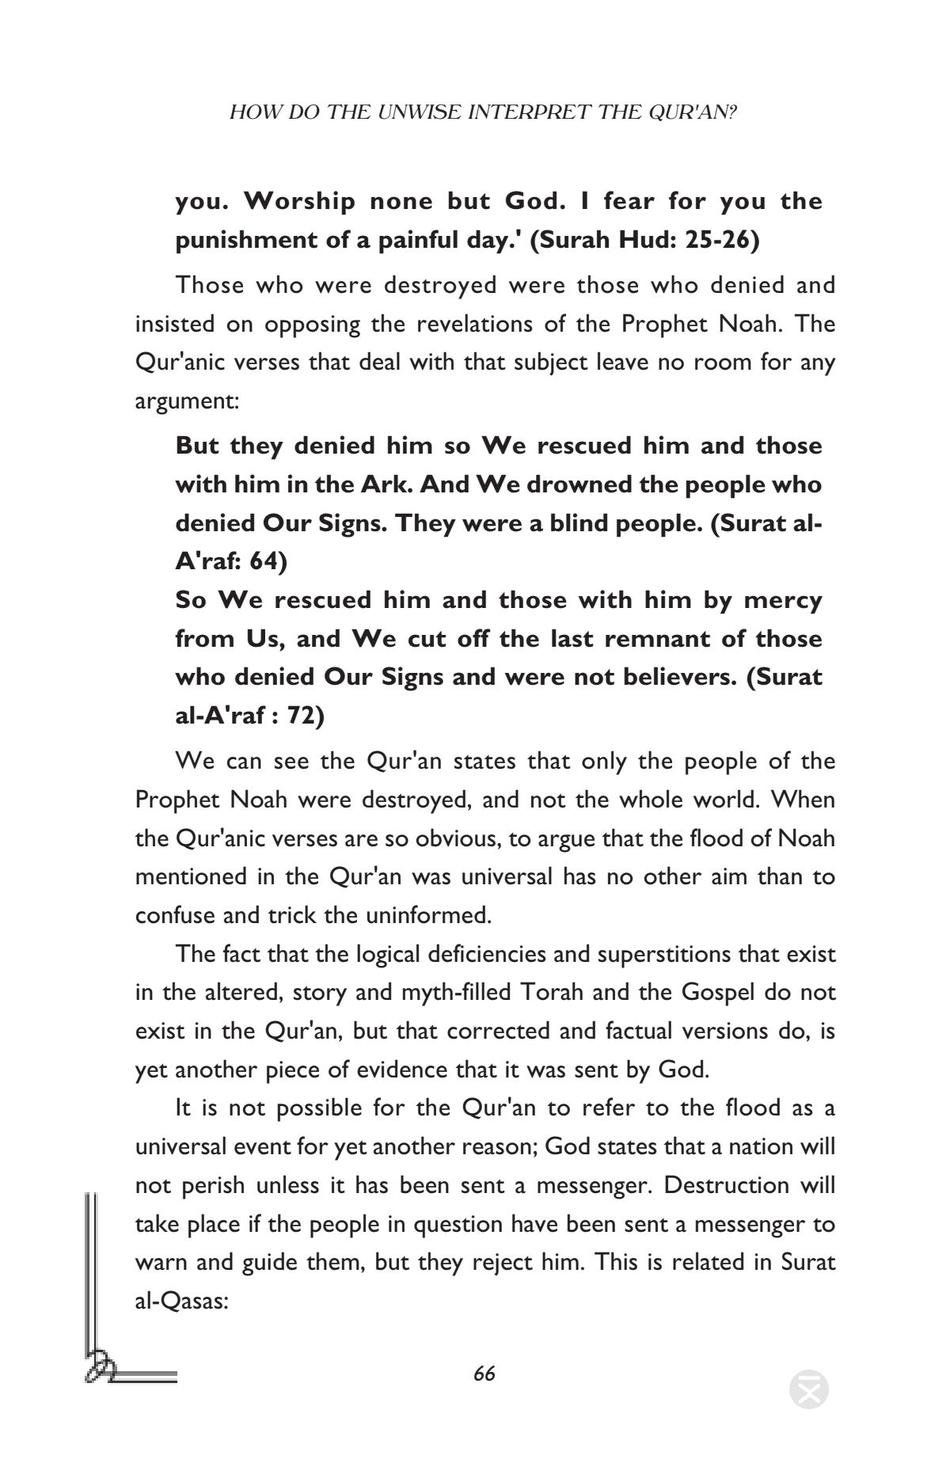 HOW DO THE UNWISE INTERPRET THE QUR'AN?
you. Worship none but God. I fear for you the
punishment of a painful day.' (Surah Hud: 25-26)
Those who were destroyed were those who denied and
insisted on opposing the revelations of the Prophet Noah. The
Qur'anic verses that deal with that subject leave no room for any
argument:
But they denied him so We rescued him and those
with him in the Ark. And We drowned the people who
denied Our Signs. They were a blind people. (Surat al-
A'raf: 64)
So We rescued him and those with him by mercy
from Us, and We cut off the last remnant of those
who denied Our Signs and were not believers. (Surat
al-A'raf : 72)
We can see the Qur'an states that only the people of the
Prophet Noah were destroyed, and not the whole world. When
the Qur'anic verses are so obvious, to argue that the flood of Noah
mentioned in the Qur'an was universal has no other aim than to
confuse and trick the uninformed.
The fact that the logical deficiencies and superstitions that exist
in the altered, story and myth-filled Torah and the Gospel do not
exist in the Qur'an, but that corrected and factual versions do, is
yet another piece of evidence that it was sent by God.
It is not possible for the Qur'an to refer to the flood as a
universal event for yet another reason; God states that a nation will
not perish unless it has been sent a messenger. Destruction will
take place if the people in question have been sent a messenger to
warn and guide them, but they reject him. This is related in Surat
al-Qasas:
66